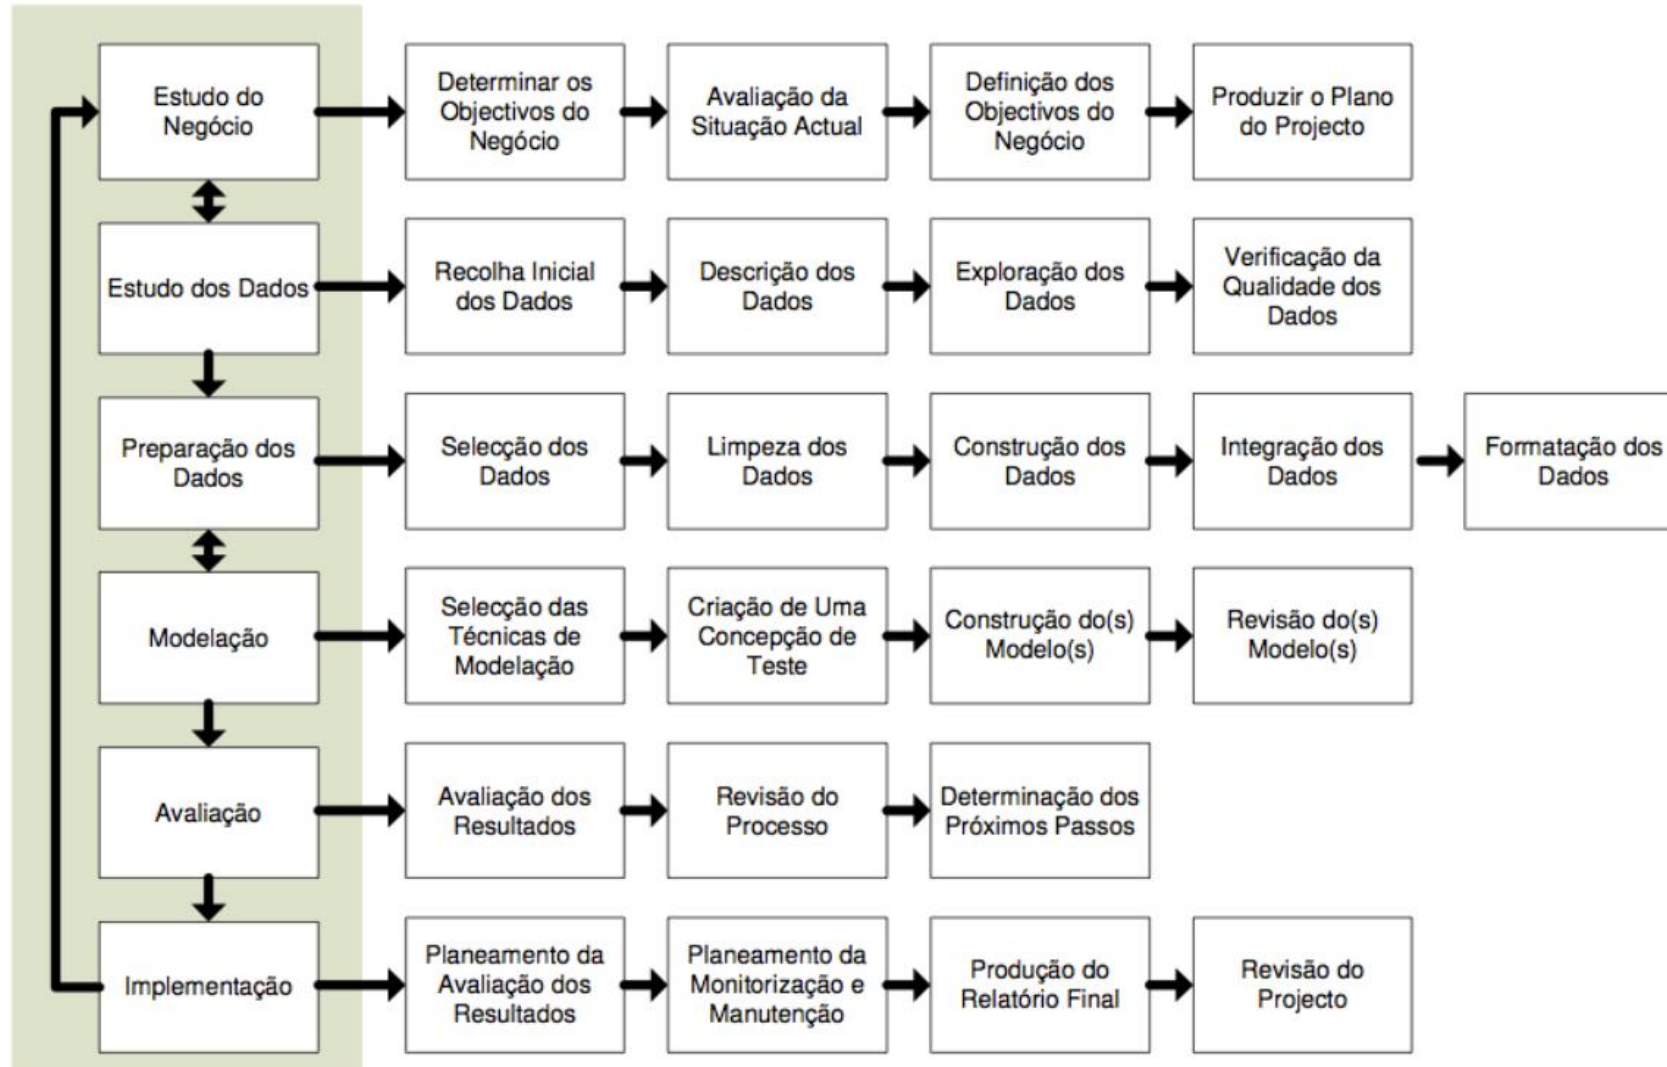 Estudo do
Negócio
Determinar os
Objectivos do
Negócio
Avaliação da
Situação Actual
Definição dos
Objectivos do
Negócio
Produzir o Plano
do Projecto
Estudo dos Dados
Recolha Inicial
dos Dados
Descrição dos
Dados
Exploração dos
Dados
Verificação da
Qualidade dos
Dados
Preparação dos
Dados
Selecção dos
Dados
Limpeza dos
Dados
Construção dos
Dados
Integração dos
Dados
Formatação dos
Dados
Modelação
Selecção das
Técnicas de
Modelação
Criação de Uma
Concepção de
Teste
Construção do(s)
Modelo(s)
Revisão do(s)
Modelo(s)
Avaliação
Avaliação dos
Resultados
Revisão do
Processo
Determinação dos
Próximos Passos
Implementação
Planeamento da
Avaliação dos
Resultados
Planeamento da
Monitorização e
Manutenção
Produção do
Relatório Final
Revisão do
Projecto